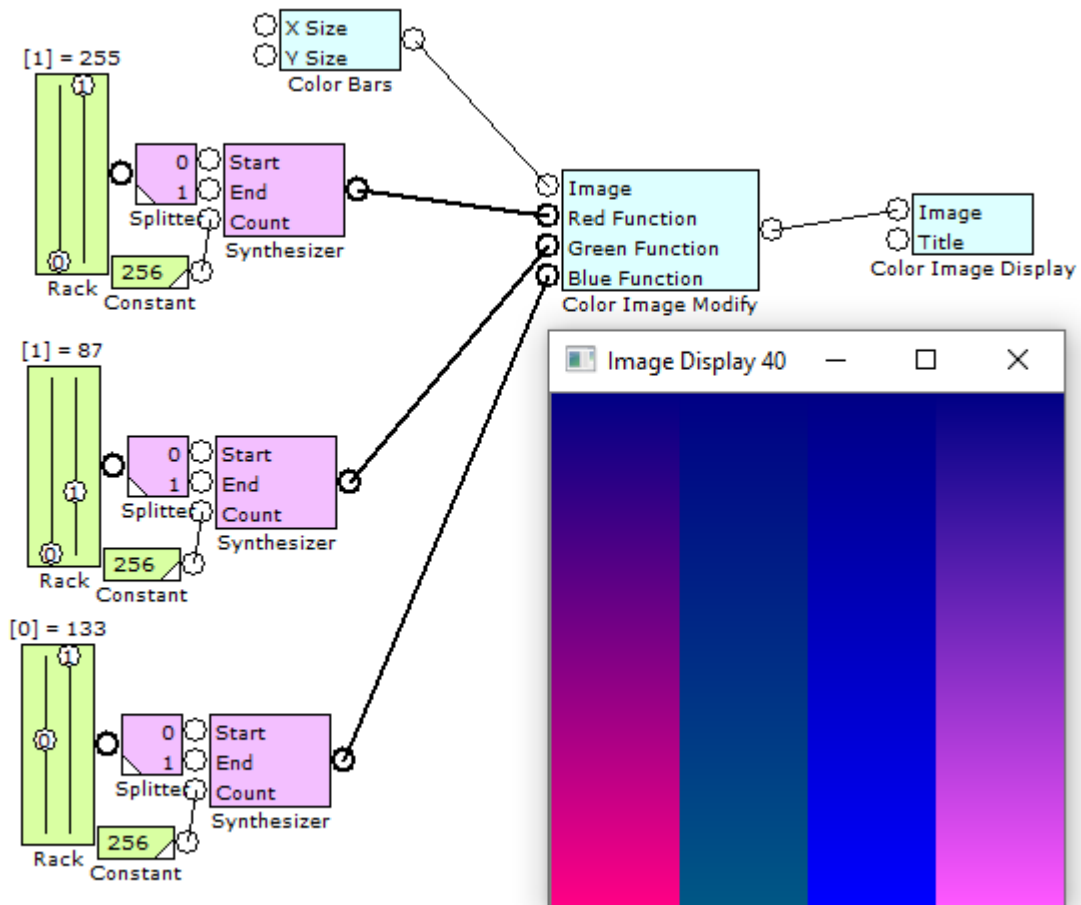 X Size
Y Size
Color Bars
[1] = 255
0
1
Rack
0
1
Splitter
Start
End
Count
Synthesizer
256
Constant
Image
Red Function
Green Function
Blue Function
Color Image Modify
Image
Title
Color Image Display
[1] = 87
0
1
Rack
0
1
Splitter
Start
End
Count
Synthesizer
256
Constant
[0] = 133
0
1
Rack
0
1
Splitter
Start
End
Count
Synthesizer
256
Constant
Image Display 40